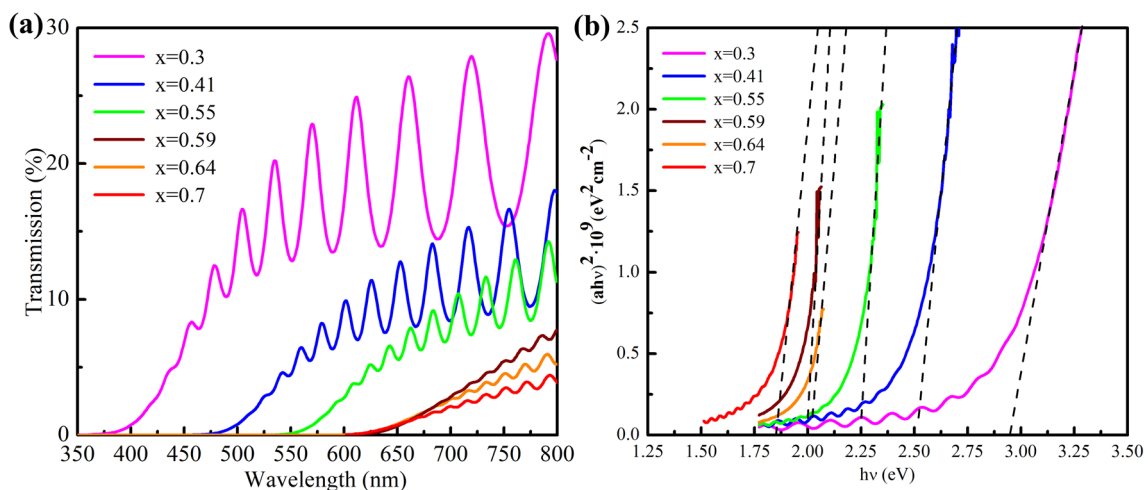 (a)
30
20
10
0
Transmission (%)
x=0.3
x=0.41
x=0.55
x=0.59
x=0.64
x=0.7
350 400 450 500 550 600 650 700 750 800
Wavelength (nm)
(b)
2.5
2.0
1.5
1.0
0.5
0.0
(ahν)²·10⁹ (eV²cm⁻²)
x=0.3
x=0.41
x=0.55
x=0.59
x=0.64
x=0.7
1.25 1.50 1.75 2.00 2.25 2.50 2.75 3.00 3.25 3.50
hν (eV)